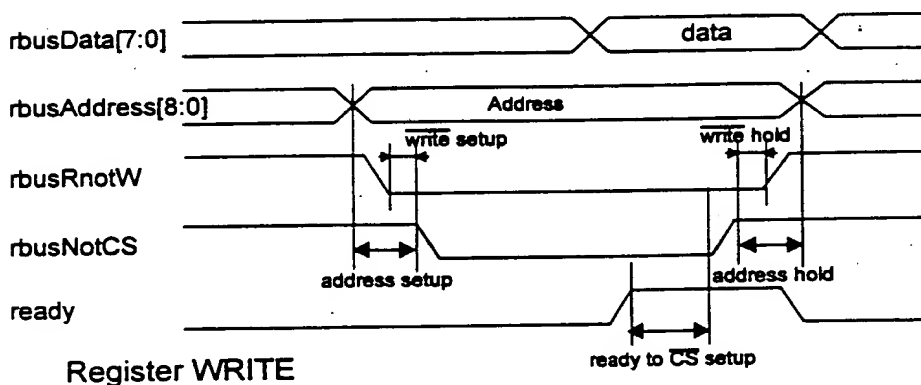 rbusData[7:0]
data
rbusAddress[8:0]
Address
write setup
write hold
rbusRnotW
rbusNotCS
address setup
address hold
ready
ready to CS setup
Register WRITE